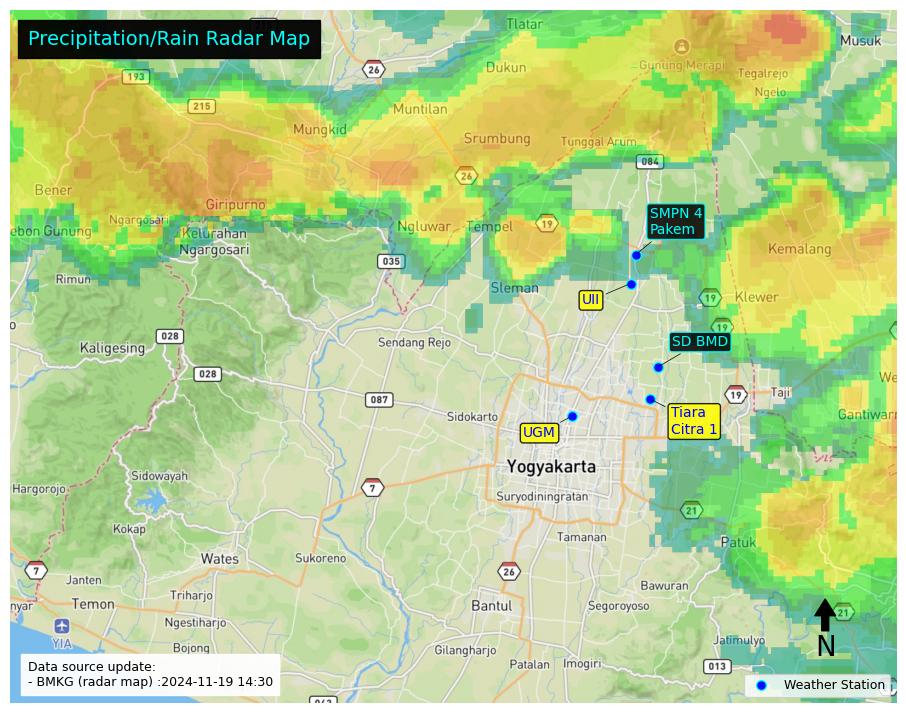 Precipitation/Rain Radar Map
Tlatar
Musuk
26
Dukun
Gunung Merapi
Tegalrejo
193
Ngelo
215
Muntilan
Mungkid
Srumbung
Tunggal Arum
084
26
Bener
Giripurno
SMPN 4
Pakem
Ngargosari
Ngluwar
Tempel
19
ebon Gunung
Kelurahan
Ngargosari
Kemalang
035
Rimun
Sleman
UII
19
Klewer
19
028
Kaligesing
Sendang Rejo
SD BMD
028
We
087
19
Taji
Sidokarto
Tiara
Citra 1
Gantiwarn
UGM
Yogyakarta
Sidowayah
Hargorojo
7
Suryodiningratan
21
Kokap
Tamanan
Patuk
Wates
Sukoreno
7
26
Janten
Bawuran
Triharjo
nyar
Temon
Bantul
Segoroyoso
21
Ngestiharjo
YIA
Bojong
Gilangharjo
Jatimulyo
N
Patalan
Imogiri
013
Data source update:
- BMKG (radar map) :2024-11-19 14:30
Weather Station